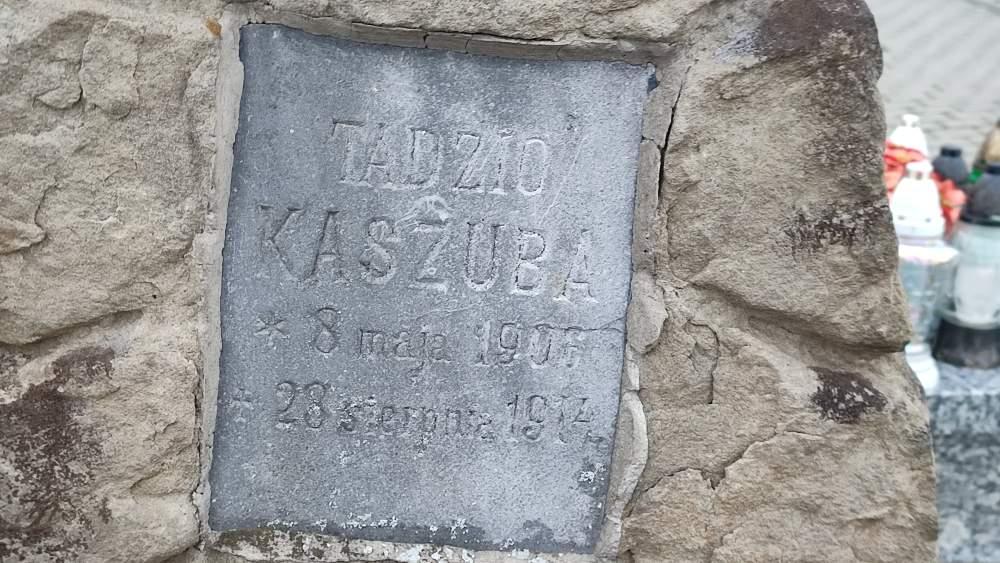 TADZIO
KASZUBA
* 8 maja 1906
+ 28 sierpnia 1914